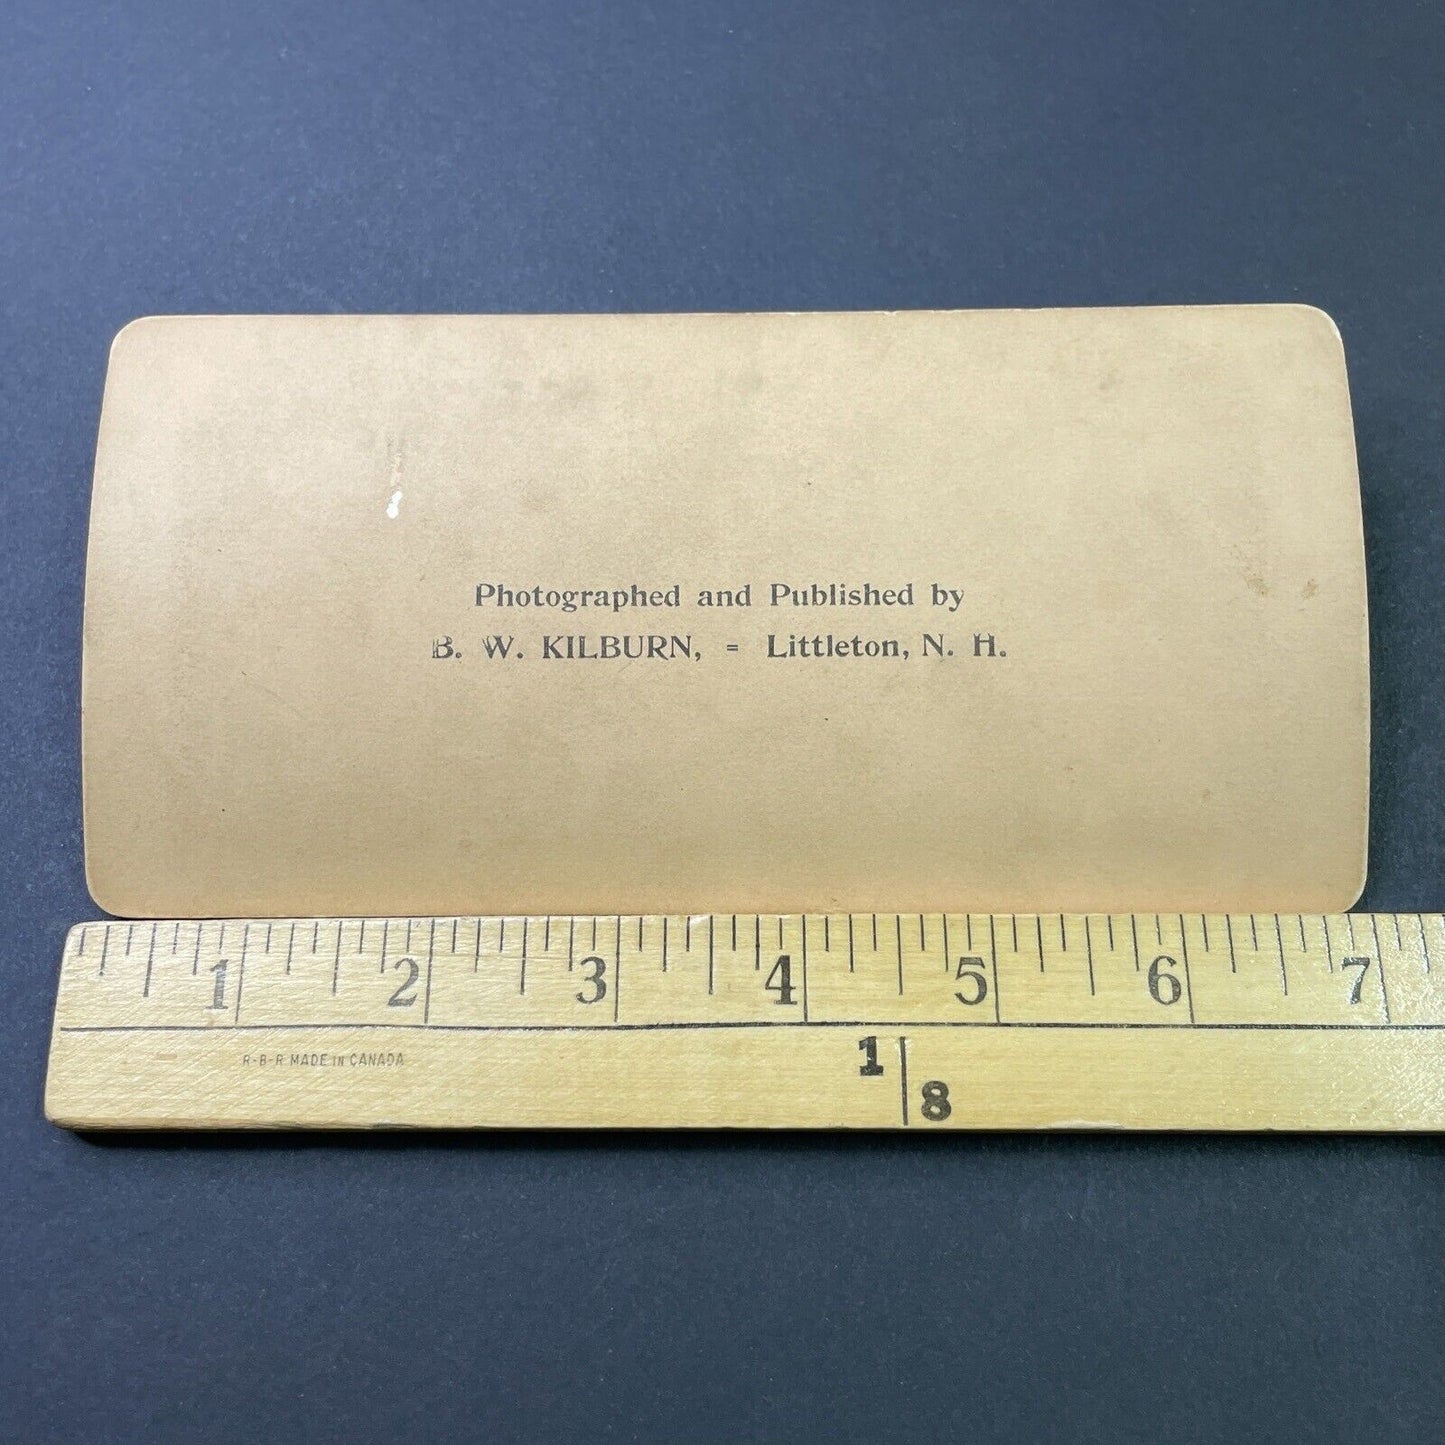 Photographed and Published by
B. W. KILBURN, = Littleton, N. H.
1 2 3 4 5 6 7
R-B-R MADE IN CANADA
1
8